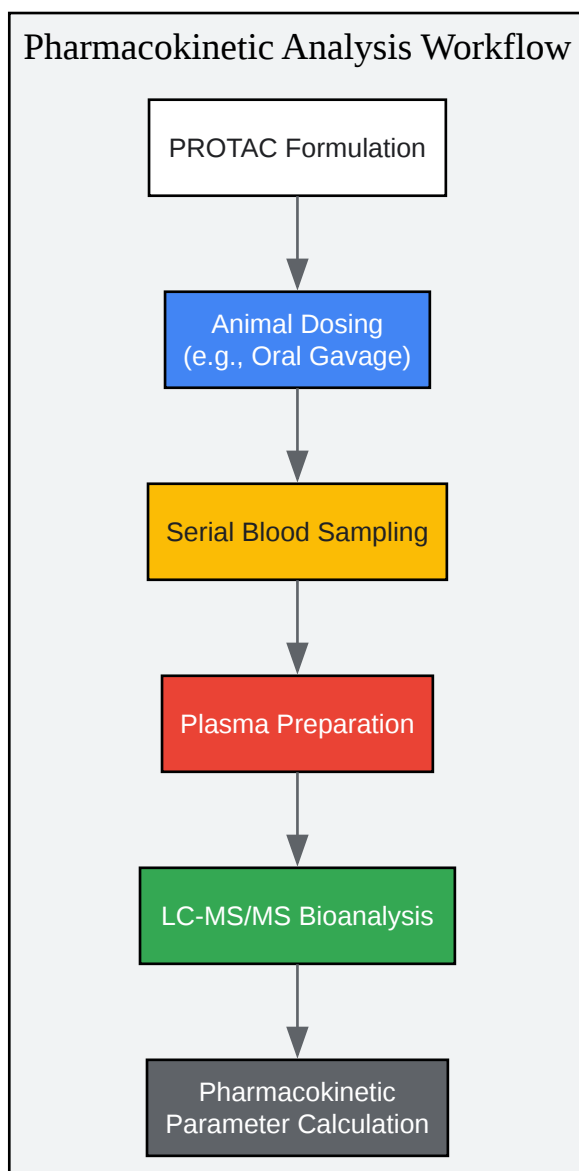 Pharmacokinetic Analysis Workflow
PROTAC Formulation
Animal Dosing
(e.g., Oral Gavage)
Serial Blood Sampling
Plasma Preparation
LC-MS/MS Bioanalysis
Pharmacokinetic
Parameter Calculation